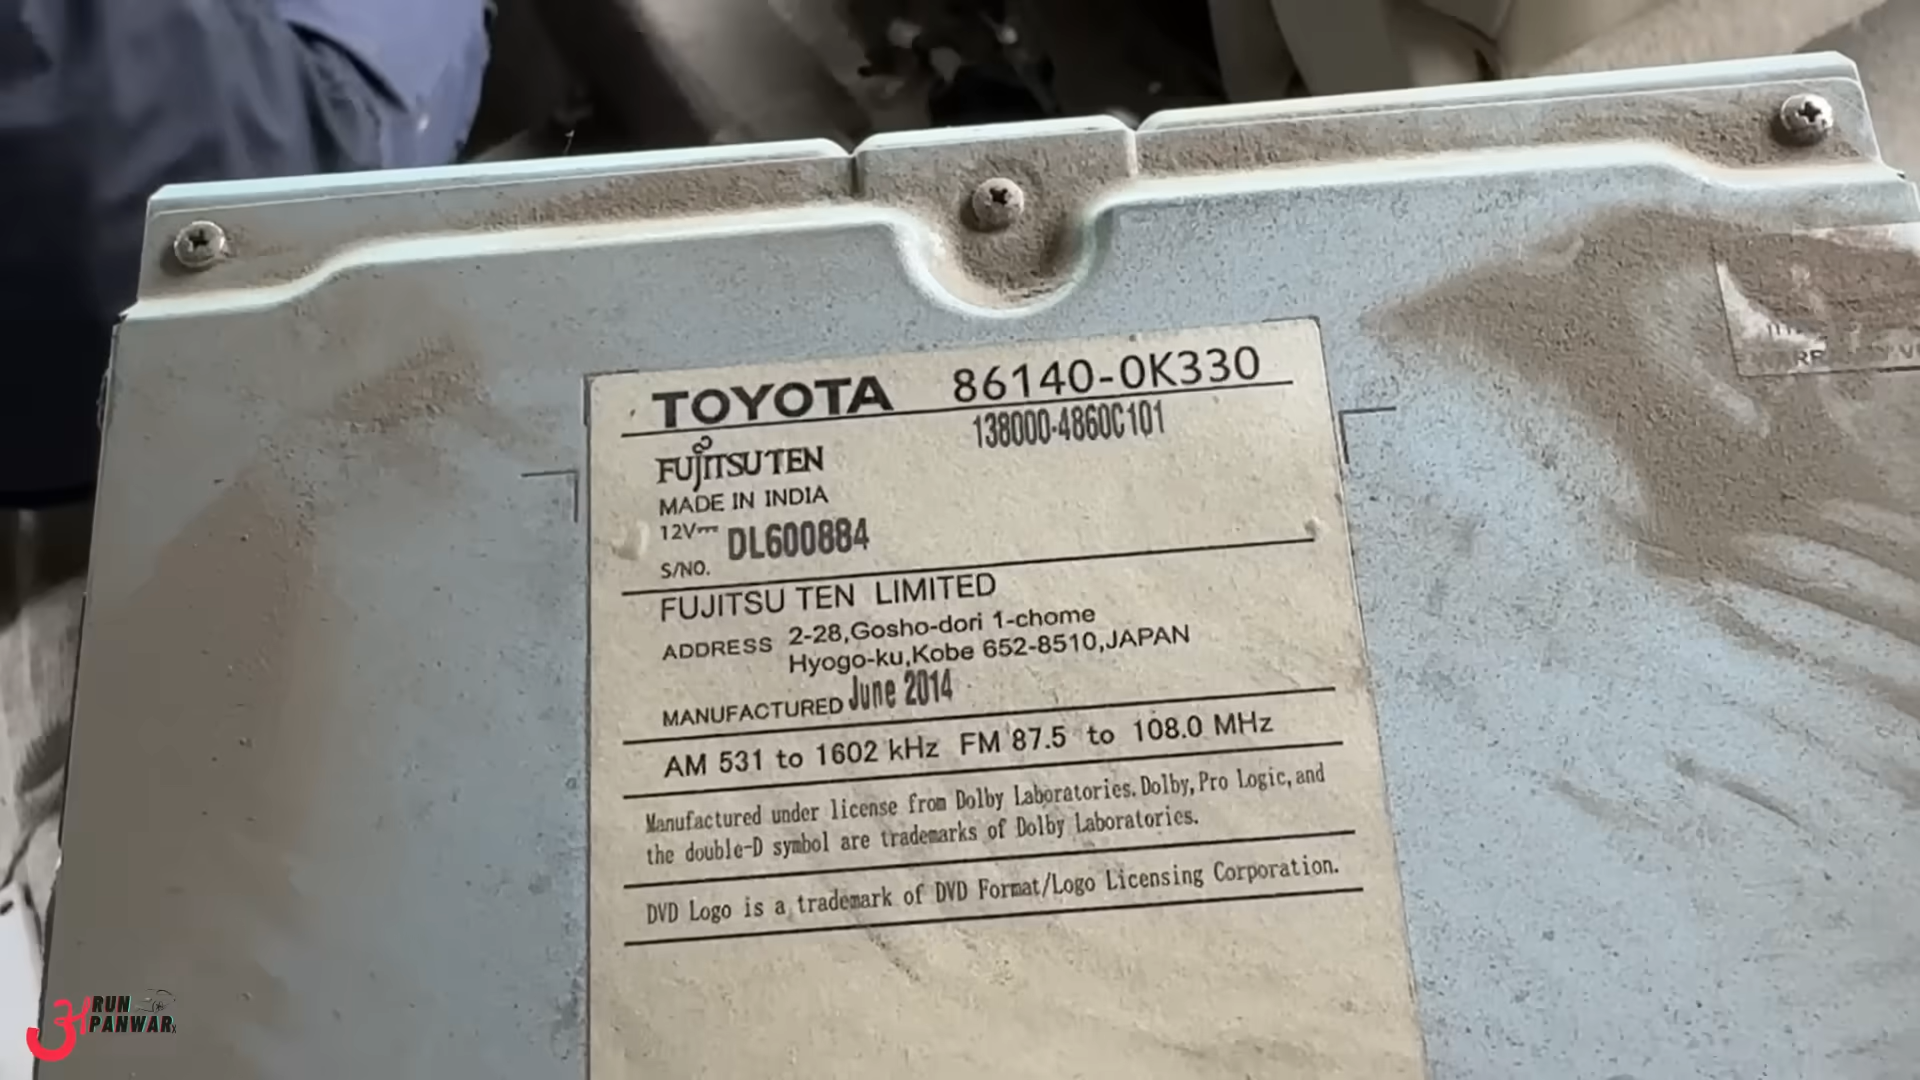 TOYOTA 86140-0K330
138000-4860C101
FUJITSU TEN
MADE IN INDIA
12V⎓
S/NO. DL600884
FUJITSU TEN LIMITED
ADDRESS 2-28,Gosho-dori 1-chome
Hyogo-ku,Kobe 652-8510,JAPAN
MANUFACTURED June 2014
AM 531 to 1602 kHz FM 87.5 to 108.0 MHz
Manufactured under license from Dolby Laboratories. Dolby, Pro Logic, and
the double-D symbol are trademarks of Dolby Laboratories.
DVD Logo is a trademark of DVD Format/Logo Licensing Corporation.
अRUN
PANWAR